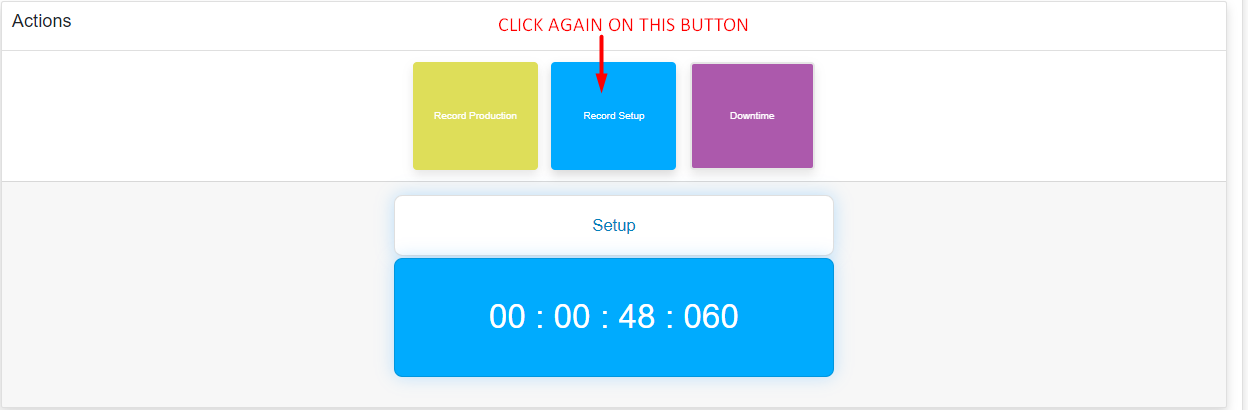 Actions
CLICK AGAIN ON THIS BUTTON
Record Production
Record Setup
Downtime
Setup
00 : 00 : 48 : 060